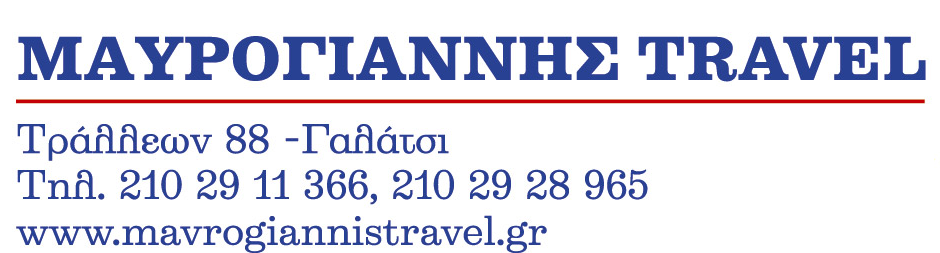 ΜΑΥΡΟΓΙΑΝΝΗΣ TRAVEL
Τράλλεων 88 -Γαλάτσι
Τηλ. 210 29 11 366, 210 29 28 965
www.mavrogiannistravel.gr